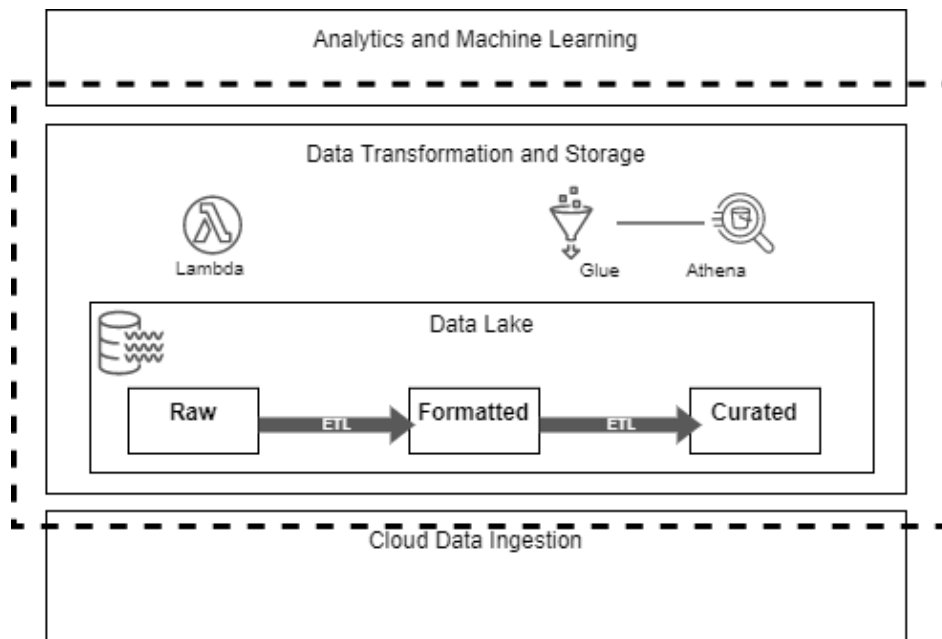 Analytics and Machine Learning
Data Transformation and Storage
Lambda
Glue
Athena
Data Lake
Raw
ETL
Formatted
ETL
Curated
Cloud Data Ingestion